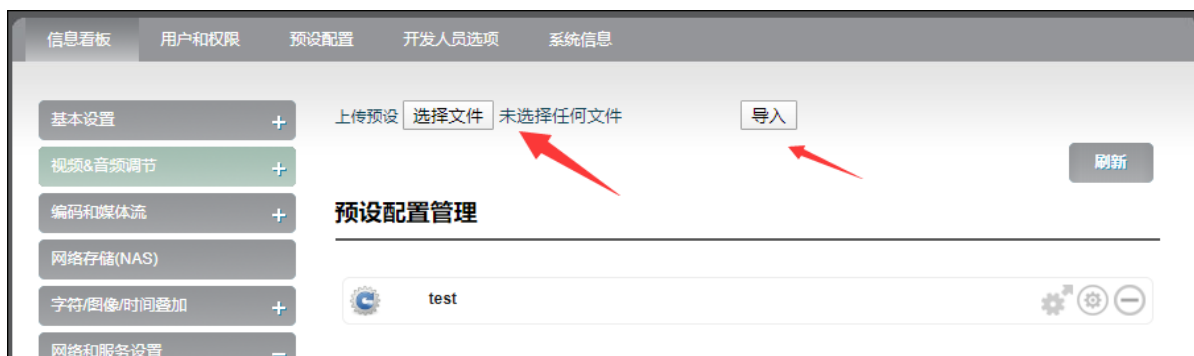 信息看板 用户和权限 预设配置 开发人员选项 系统信息
基本设置 +
上传预设 选择文件 未选择任何文件 导入
视频&音频调节 +
刷新
编码和媒体流 +
预设配置管理
网络存储(NAS)
字符/图像/时间叠加 +
test
网络和服务设置 −